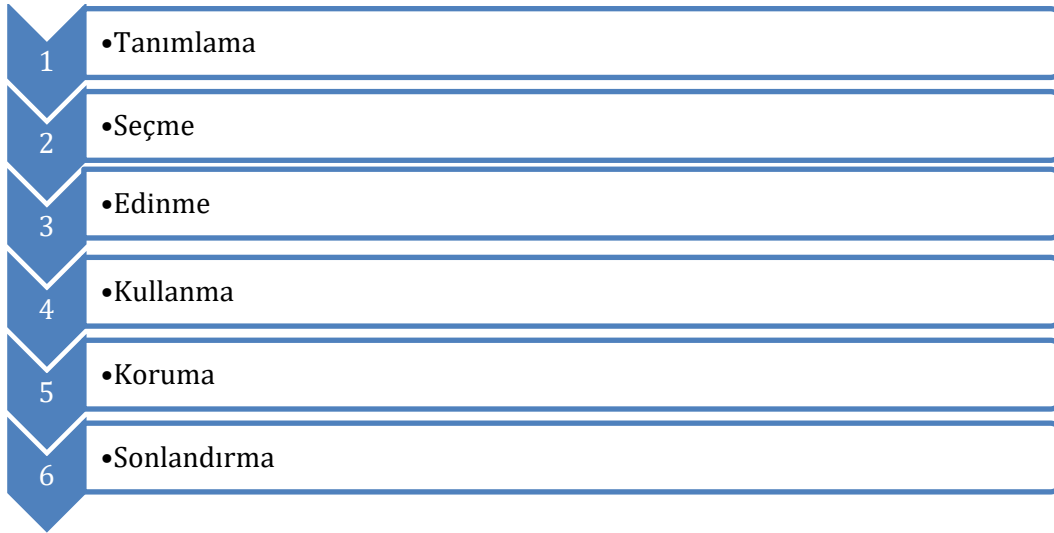 1 •Tanımlama
2 •Seçme
3 •Edinme
4 •Kullanma
5 •Koruma
6 •Sonlandırma